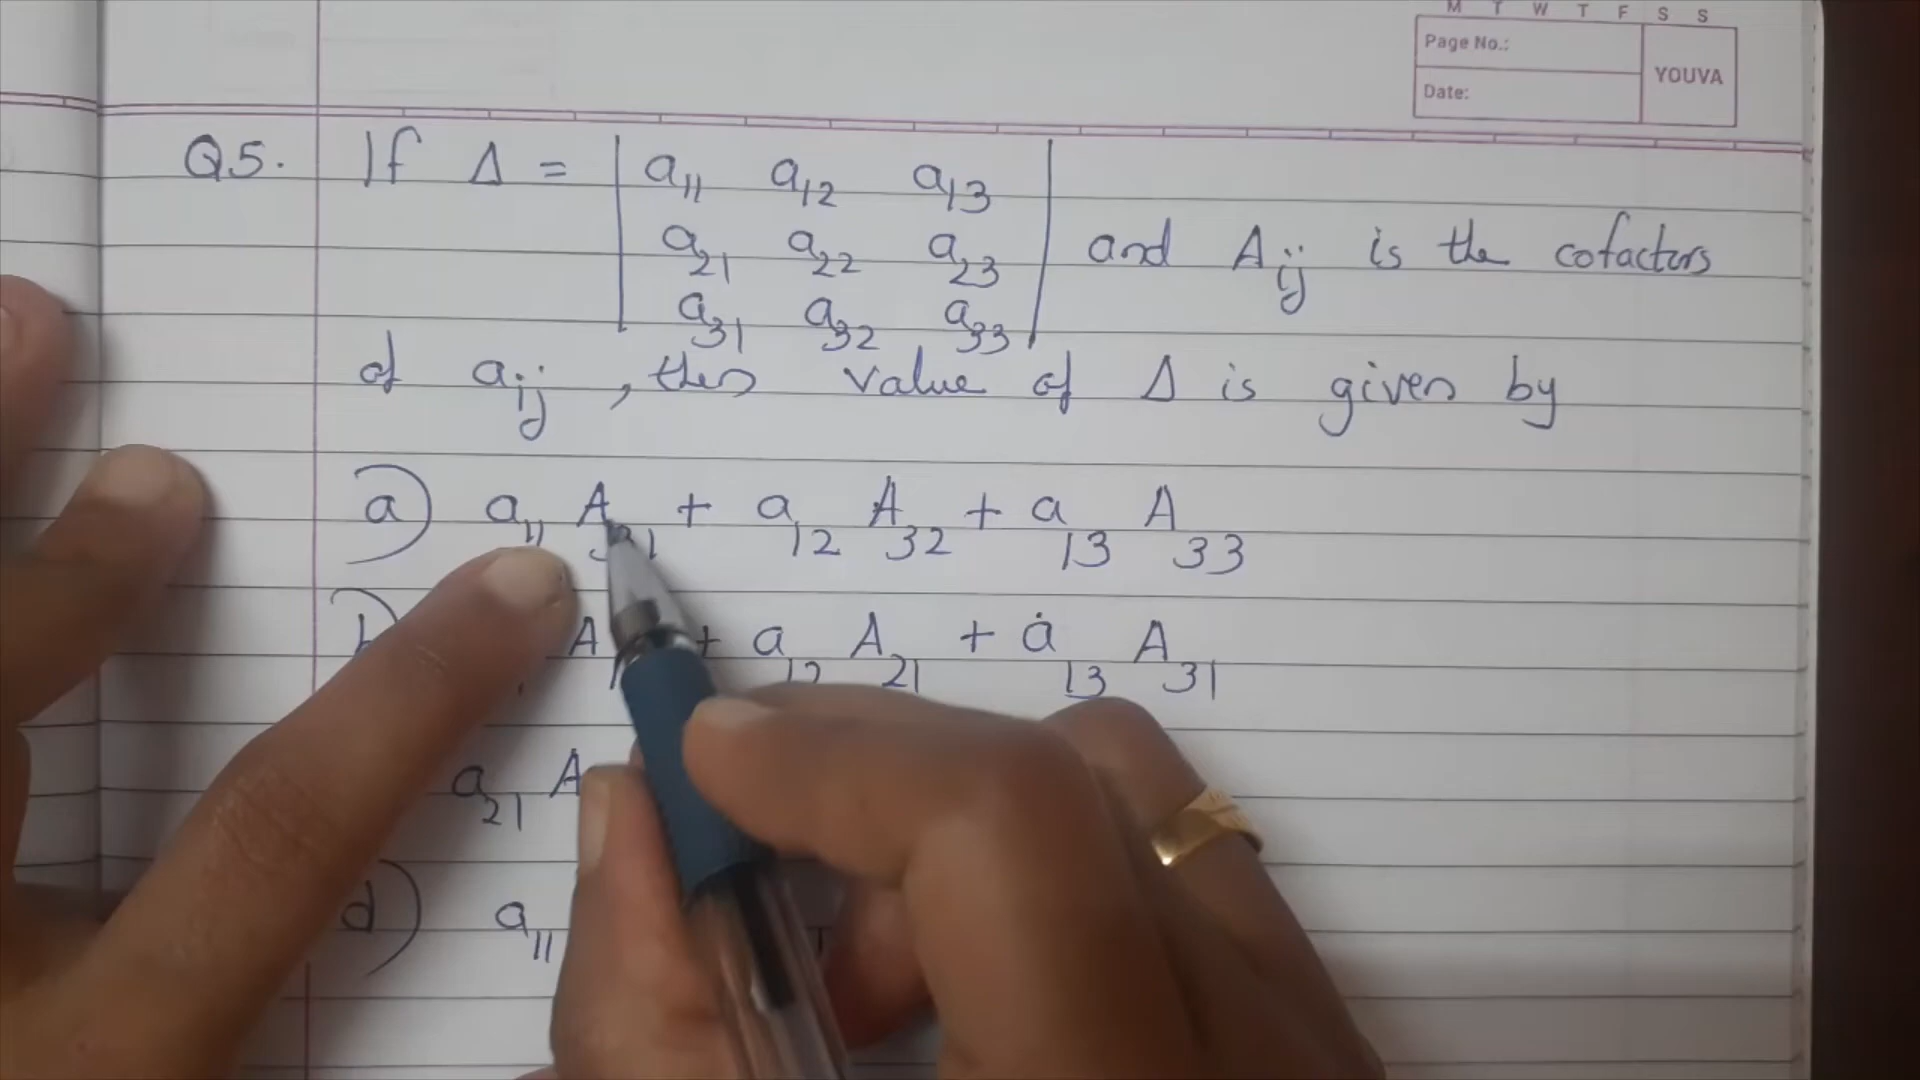 M T W T F S S
Page No.:
YOUVA
Date:
Q5. If Δ = | a11 a12 a13 |
| a21 a22 a23 | and Aij is the cofactors
| a31 a32 a33 |
of aij, then value of Δ is given by
a) a11 A31 + a12 A32 + a13 A33
A + a12 A21 + a13 A31
a21 A
d) a11